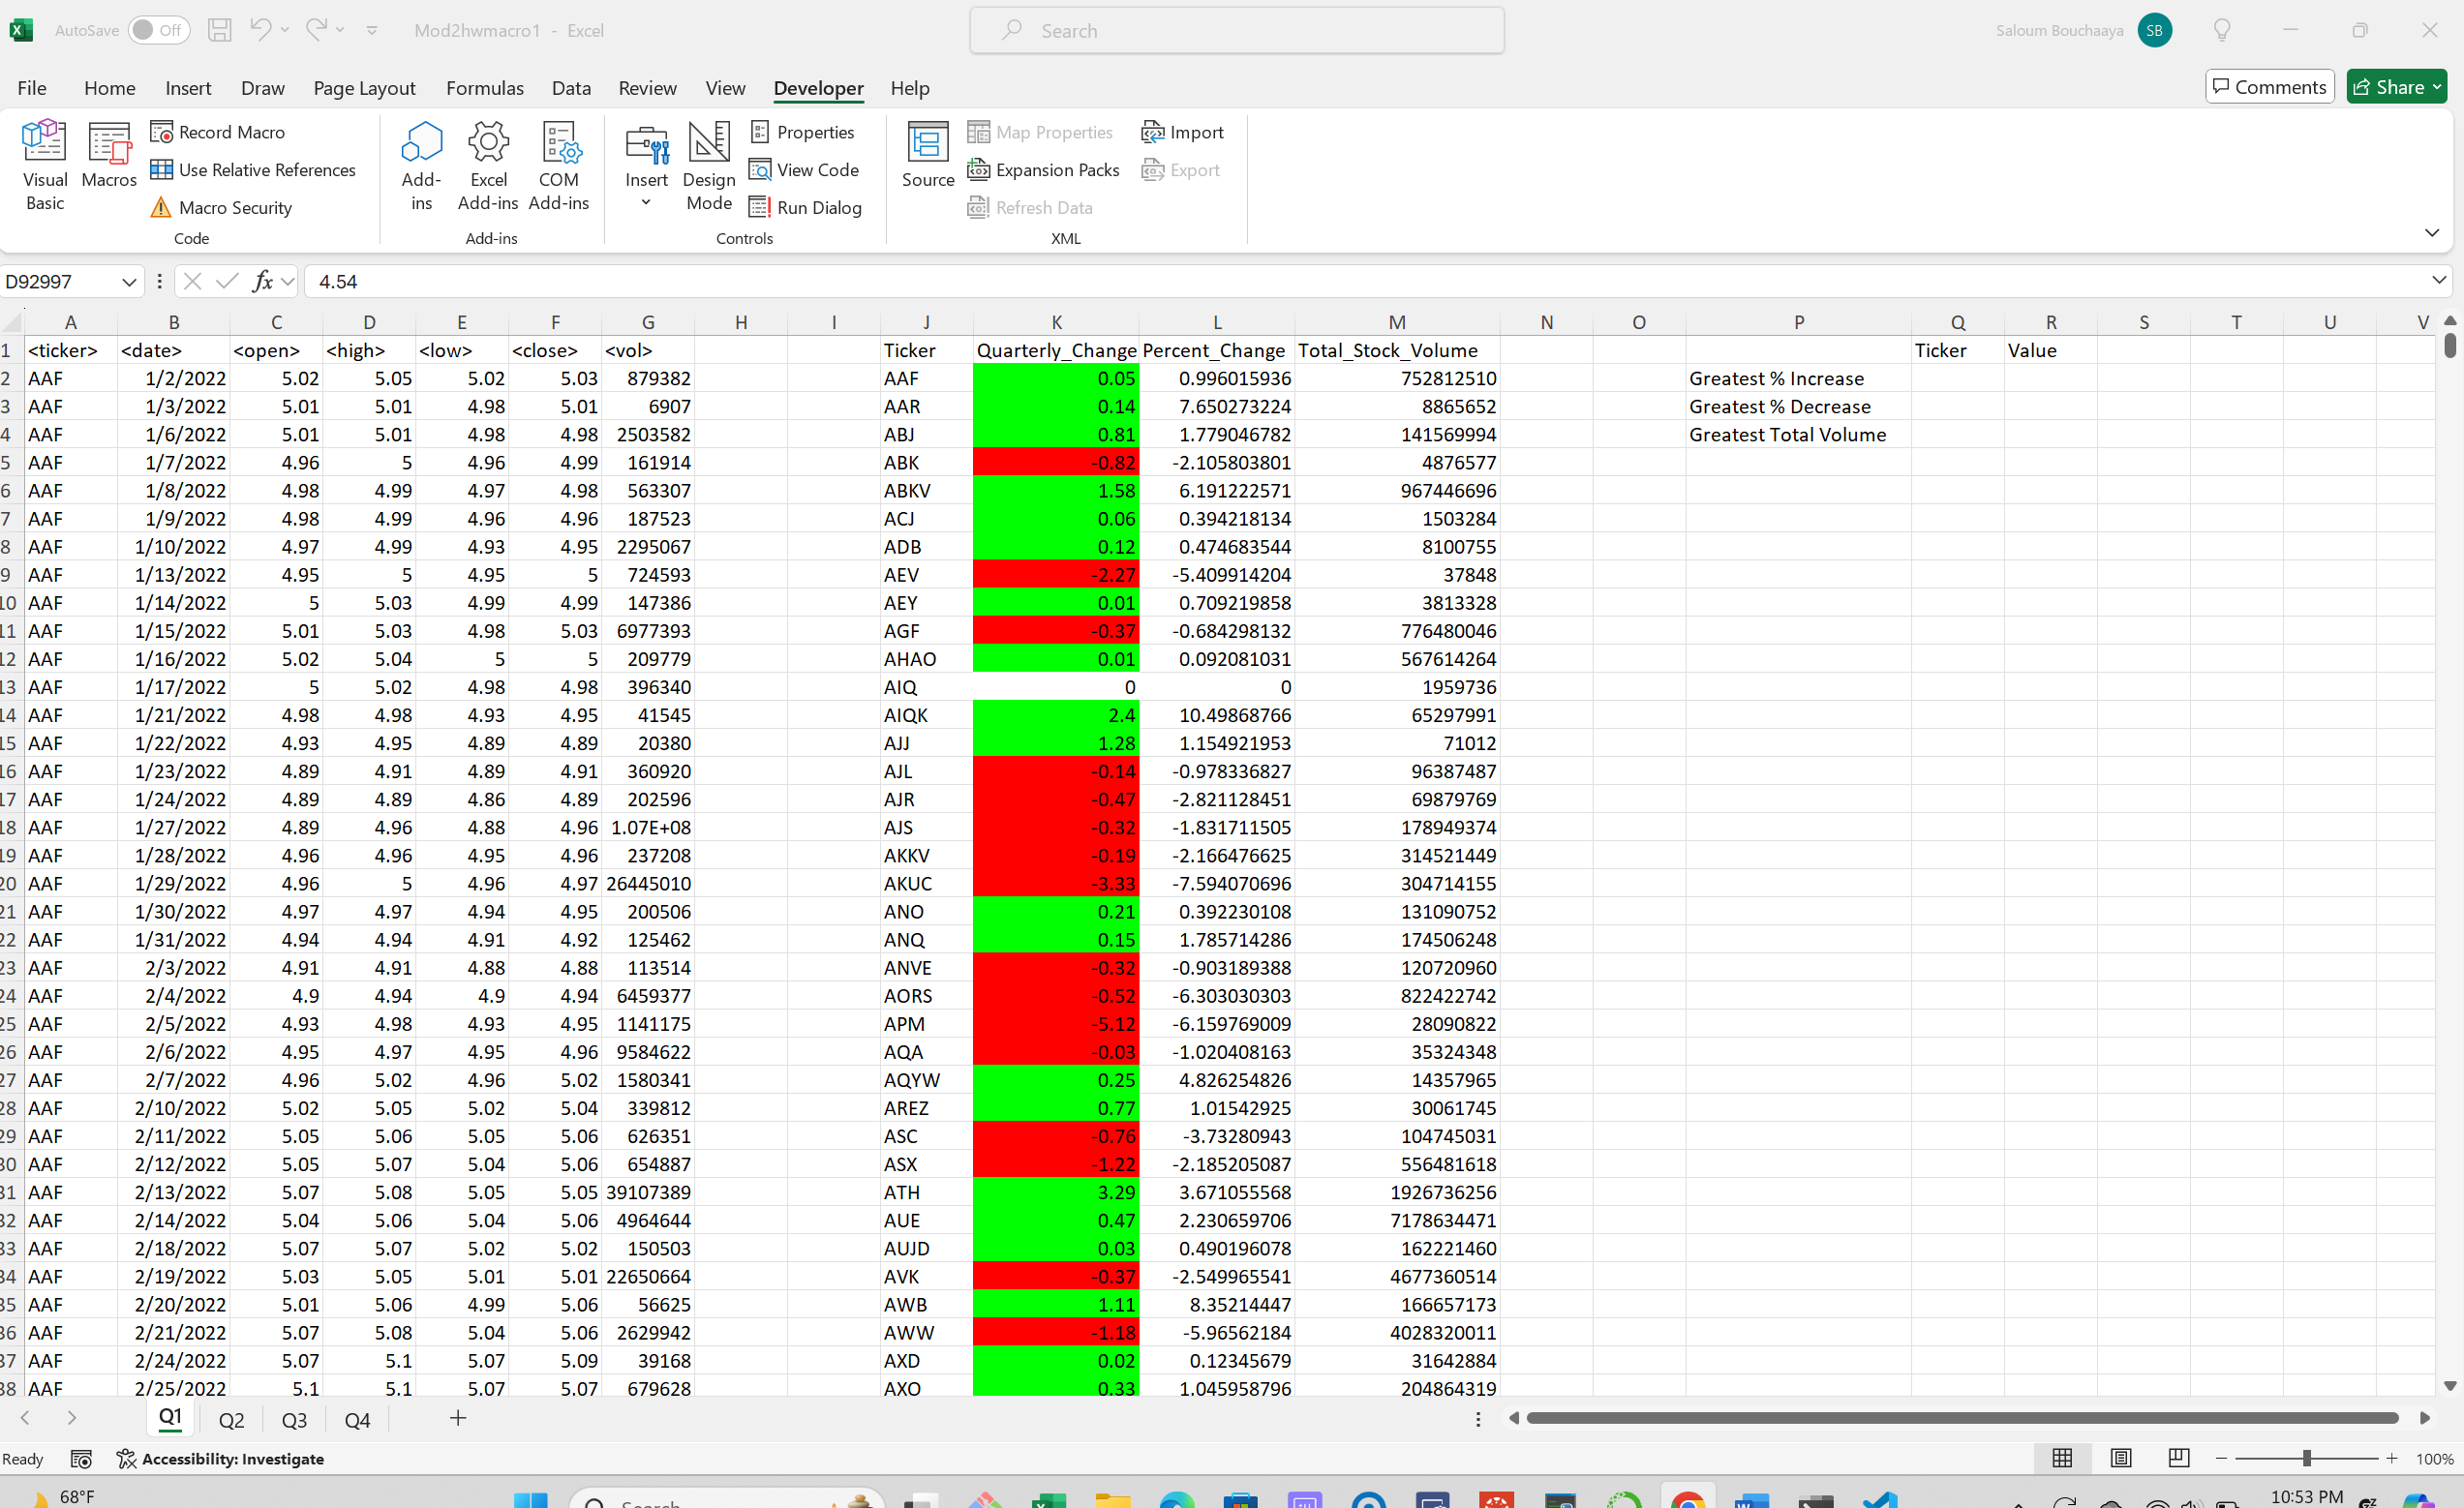 AutoSave Off Mod2hwmacro1 - Excel Search Saloum Bouchaaya SB
File Home Insert Draw Page Layout Formulas Data Review View Developer Help Comments Share
Visual Basic Macros Record Macro Use Relative References Macro Security Code
Add-ins Excel Add-ins COM Add-ins Add-ins
Insert Design Mode Properties View Code Run Dialog Controls
Source Map Properties Expansion Packs Refresh Data Import Export XML
D92997 fx 4.54
A B C D E F G H I J K L M N O P Q R S T U V
1 <ticker> <date> <open> <high> <low> <close> <vol> Ticker Quarterly_Change Percent_Change Total_Stock_Volume Ticker Value
2 AAF 1/2/2022 5.02 5.05 5.02 5.03 879382 AAF 0.05 0.996015936 752812510 Greatest % Increase
3 AAF 1/3/2022 5.01 5.01 4.98 5.01 6907 AAR 0.14 7.650273224 8865652 Greatest % Decrease
4 AAF 1/6/2022 5.01 5.01 4.98 4.98 2503582 ABJ 0.81 1.779046782 141569994 Greatest Total Volume
5 AAF 1/7/2022 4.96 5 4.96 4.99 161914 ABK -0.82 -2.105803801 4876577
6 AAF 1/8/2022 4.98 4.99 4.97 4.98 563307 ABKV 1.58 6.191222571 967446696
7 AAF 1/9/2022 4.98 4.99 4.96 4.96 187523 ACJ 0.06 0.394218134 1503284
8 AAF 1/10/2022 4.97 4.99 4.93 4.95 2295067 ADB 0.12 0.474683544 8100755
9 AAF 1/13/2022 4.95 5 4.95 5 724593 AEV -2.27 -5.409914204 37848
10 AAF 1/14/2022 5 5.03 4.99 4.99 147386 AEY 0.01 0.709219858 3813328
11 AAF 1/15/2022 5.01 5.03 4.98 5.03 6977393 AGF -0.37 -0.684298132 776480046
12 AAF 1/16/2022 5.02 5.04 5 5 209779 AHAO 0.01 0.092081031 567614264
13 AAF 1/17/2022 5 5.02 4.98 4.98 396340 AIQ 0 0 1959736
14 AAF 1/21/2022 4.98 4.98 4.93 4.95 41545 AIQK 2.4 10.49868766 65297991
15 AAF 1/22/2022 4.93 4.95 4.89 4.89 20380 AJJ 1.28 1.154921953 71012
16 AAF 1/23/2022 4.89 4.91 4.89 4.91 360920 AJL -0.14 -0.978336827 96387487
17 AAF 1/24/2022 4.89 4.89 4.86 4.89 202596 AJR -0.47 -2.821128451 69879769
18 AAF 1/27/2022 4.89 4.96 4.88 4.96 1.07E+08 AJS -0.32 -1.831711505 178949374
19 AAF 1/28/2022 4.96 4.96 4.95 4.96 237208 AKKV -0.19 -2.166476625 314521449
20 AAF 1/29/2022 4.96 5 4.96 4.97 26445010 AKUC -3.33 -7.594070696 304714155
21 AAF 1/30/2022 4.97 4.97 4.94 4.95 200506 ANO 0.21 0.392230108 131090752
22 AAF 1/31/2022 4.94 4.94 4.91 4.92 125462 ANQ 0.15 1.785714286 174506248
23 AAF 2/3/2022 4.91 4.91 4.88 4.88 113514 ANVE -0.32 -0.903189388 120720960
24 AAF 2/4/2022 4.9 4.94 4.9 4.94 6459377 AORS -0.52 -6.303030303 822422742
25 AAF 2/5/2022 4.93 4.98 4.93 4.95 1141175 APM -5.12 -6.159769009 28090822
26 AAF 2/6/2022 4.95 4.97 4.95 4.96 9584622 AQA -0.03 -1.020408163 35324348
27 AAF 2/7/2022 4.96 5.02 4.96 5.02 1580341 AQYW 0.25 4.826254826 14357965
28 AAF 2/10/2022 5.02 5.05 5.02 5.04 339812 AREZ 0.77 1.01542925 30061745
29 AAF 2/11/2022 5.05 5.06 5.05 5.06 626351 ASC -0.76 -3.73280943 104745031
30 AAF 2/12/2022 5.05 5.07 5.04 5.06 654887 ASX -1.22 -2.185205087 556481618
31 AAF 2/13/2022 5.07 5.08 5.05 5.05 39107389 ATH 3.29 3.671055568 1926736256
32 AAF 2/14/2022 5.04 5.06 5.04 5.06 4964644 AUE 0.47 2.230659706 7178634471
33 AAF 2/18/2022 5.07 5.07 5.02 5.02 150503 AUJD 0.03 0.490196078 162221460
34 AAF 2/19/2022 5.03 5.05 5.01 5.01 22650664 AVK -0.37 -2.549965541 4677360514
35 AAF 2/20/2022 5.01 5.06 4.99 5.06 56625 AWB 1.11 8.35214447 166657173
36 AAF 2/21/2022 5.07 5.08 5.04 5.06 2629942 AWW -1.18 -5.96562184 4028320011
37 AAF 2/24/2022 5.07 5.1 5.07 5.09 39168 AXD 0.02 0.12345679 31642884
38 AAF 2/25/2022 5.1 5.1 5.07 5.07 679628 AXO 0.33 1.045958796 204864319
Q1 Q2 Q3 Q4
Ready Accessibility: Investigate 100%
68°F Search 10:53 PM